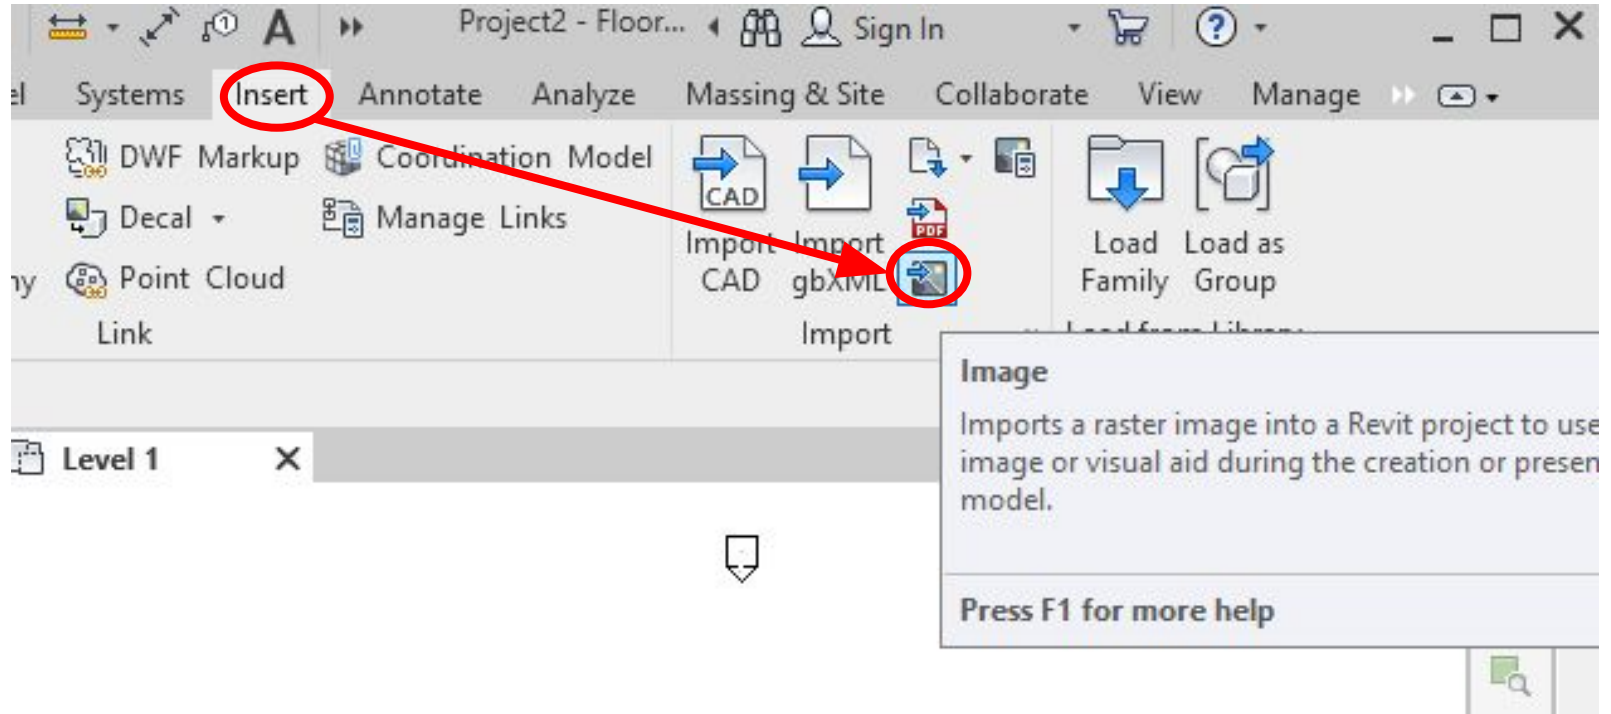 A Project2 - Floor... Sign In ?
Systems Insert Annotate Analyze Massing & Site Collaborate View Manage
DWF Markup Coordination Model
CAD
Decal Manage Links
PDF
Import Import Load Load as
Point Cloud CAD gbXML Family Group
Link Import Load from Library
Image
Imports a raster image into a Revit project to use
image or visual aid during the creation or presen
model.
Level 1
Press F1 for more help